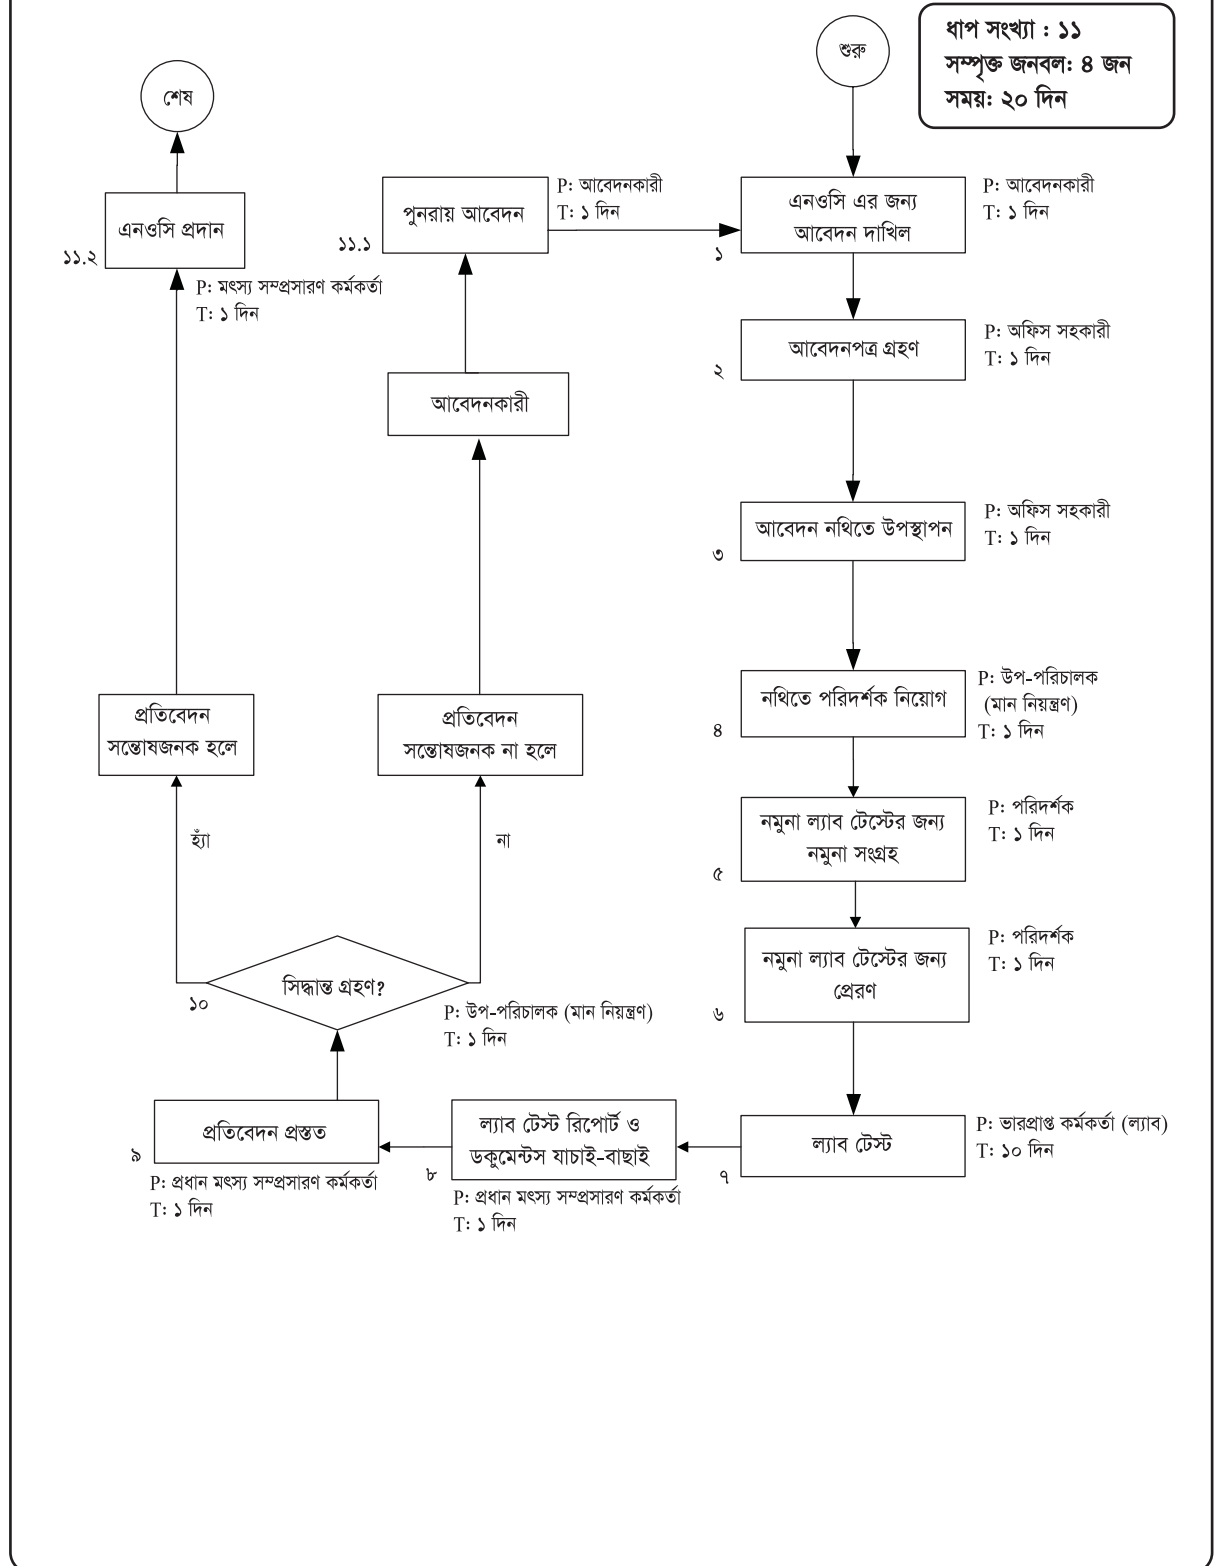 ধাপ সংখ্যা : ১১
সম্পৃক্ত জনবল: ৪ জন
সময়: ২০ দিন
শুরু
এনওসি এর জন্য
আবেদন দাখিল
১
P: আবেদনকারী
T: ১ দিন
আবেদনপত্র গ্রহণ
২
P: অফিস সহকারী
T: ১ দিন
আবেদন নথিতে উপস্থাপন
৩
P: অফিস সহকারী
T: ১ দিন
নথিতে পরিদর্শক নিয়োগ
৪
P: উপ-পরিচালক
(মান নিয়ন্ত্রণ)
T: ১ দিন
নমুনা ল্যাব টেস্টের জন্য
নমুনা সংগ্রহ
৫
P: পরিদর্শক
T: ১ দিন
নমুনা ল্যাব টেস্টের জন্য
প্রেরণ
৬
P: পরিদর্শক
T: ১ দিন
ল্যাব টেস্ট
৭
P: ভারপ্রাপ্ত কর্মকর্তা (ল্যাব)
T: ১০ দিন
ল্যাব টেস্ট রিপোর্ট ও
ডকুমেন্টস যাচাই-বাছাই
৮
P: প্রধান মৎস্য সম্প্রসারণ কর্মকর্তা
T: ১ দিন
প্রতিবেদন প্রস্তত
৯
P: প্রধান মৎস্য সম্প্রসারণ কর্মকর্তা
T: ১ দিন
সিদ্ধান্ত গ্রহণ?
১০
P: উপ-পরিচালক (মান নিয়ন্ত্রণ)
T: ১ দিন
না
প্রতিবেদন
সন্তোষজনক না হলে
আবেদনকারী
পুনরায় আবেদন
১১.১
P: আবেদনকারী
T: ১ দিন
হ্যাঁ
প্রতিবেদন
সন্তোষজনক হলে
এনওসি প্রদান
১১.২
P: মৎস্য সম্প্রসারণ কর্মকর্তা
T: ১ দিন
শেষ